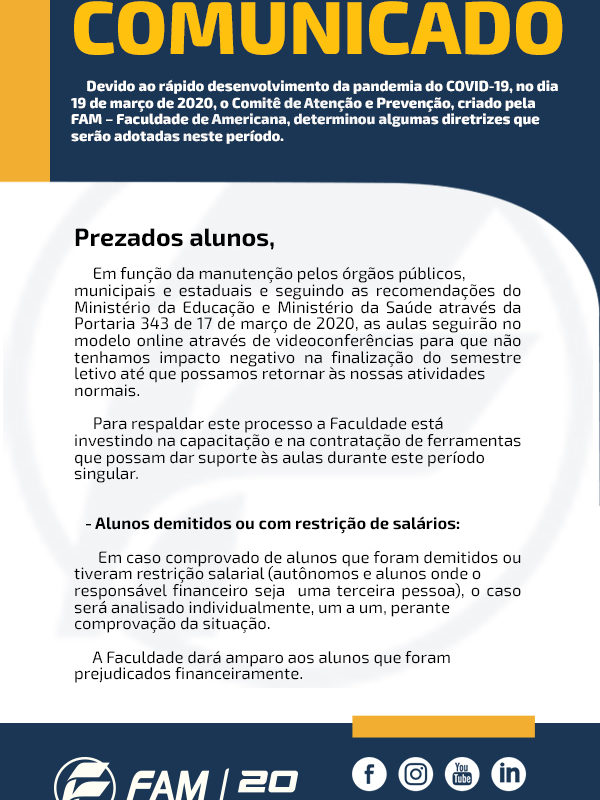 COMUNICADO
Devido ao rápido desenvolvimento da pandemia do COVID-19, no dia
19 de março de 2020, o Comitê de Atenção e Prevenção, criado pela
FAM – Faculdade de Americana, determinou algumas diretrizes que
serão adotadas neste período.
Prezados alunos,
Em função da manutenção pelos órgãos públicos,
municipais e estaduais e seguindo as recomendações do
Ministério da Educação e Ministério da Saúde através da
Portaria 343 de 17 de março de 2020, as aulas seguirão no
modelo online através de videoconferências para que não
tenhamos impacto negativo na finalização do semestre
letivo até que possamos retornar às nossas atividades
normais.
Para respaldar este processo a Faculdade está
investindo na capacitação e na contratação de ferramentas
que possam dar suporte às aulas durante este período
singular.
- Alunos demitidos ou com restrição de salários:
Em caso comprovado de alunos que foram demitidos ou
tiveram restrição salarial (autônomos e alunos onde o
responsável financeiro seja uma terceira pessoa), o caso
será analisado individualmente, um a um, perante
comprovação da situação.
A Faculdade dará amparo aos alunos que foram
prejudicados financeiramente.
FAM | 20
f
You
Tube
in